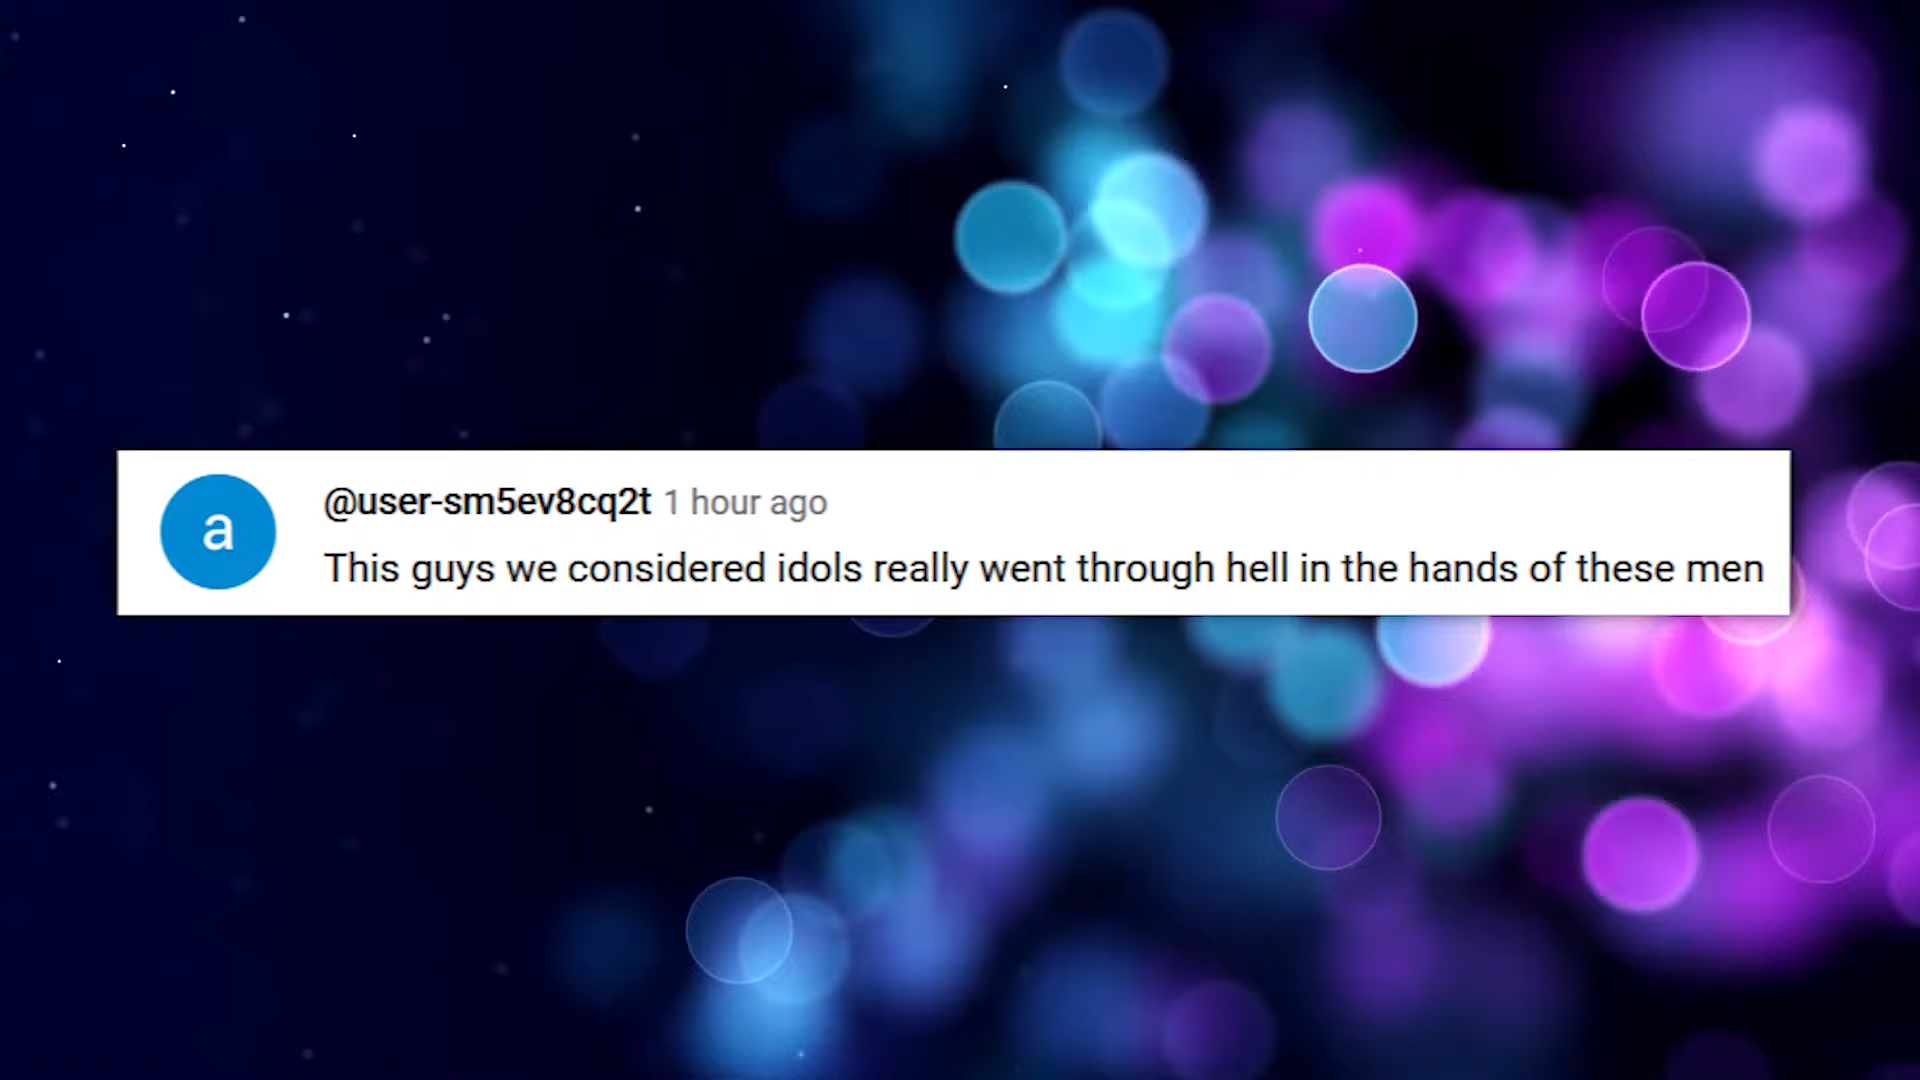 a
@user-sm5ev8cq2t 1 hour ago
This guys we considered idols really went through hell in the hands of these men